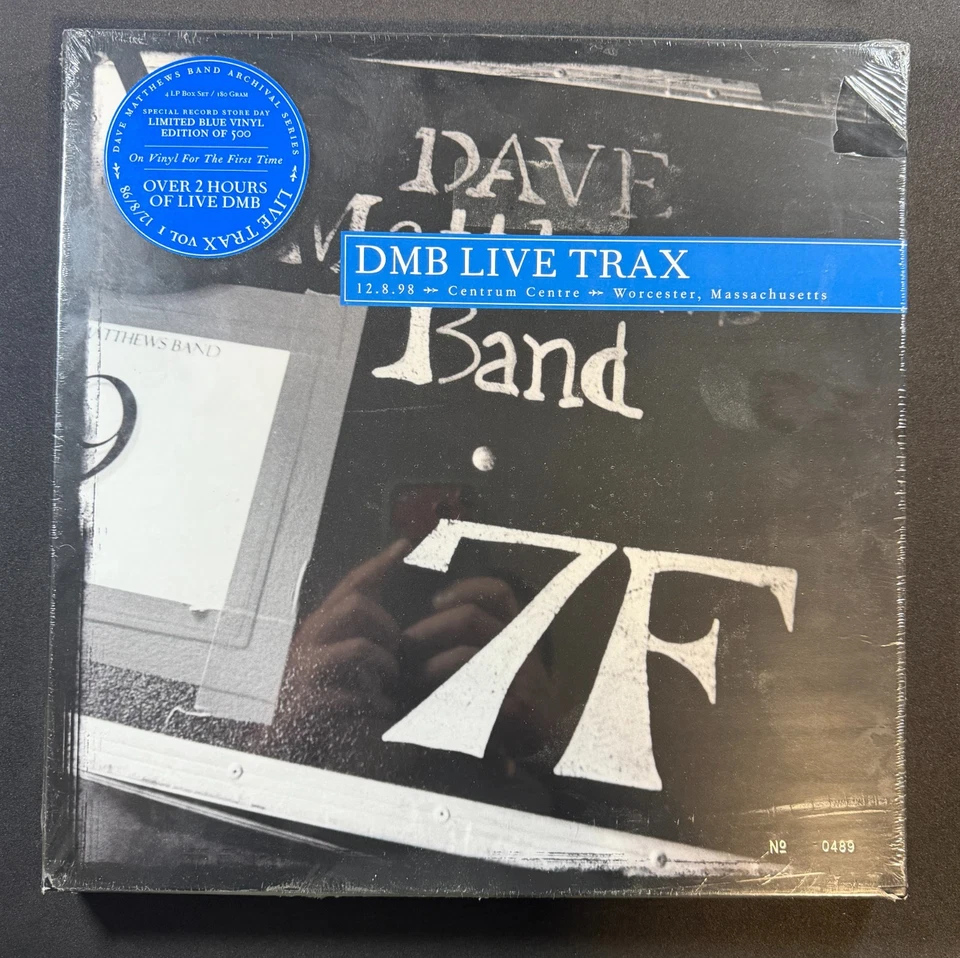 DAVE MATTHEWS BAND ARCHIVAL SERIES
4 LP Box Set / 180 Gram
SPECIAL RECORD STORE DAY
LIMITED BLUE VINYL
EDITION OF 500
On Vinyl For The First Time
OVER 2 HOURS
OF LIVE DMB
LIVE TRAX VOL 1 12/8/98
DAVE
DMB LIVE TRAX
12.8.98 ➳ Centrum Centre ➳ Worcester, Massachusetts
Band
MATTHEWS BAND
9
7F
Nº 0489